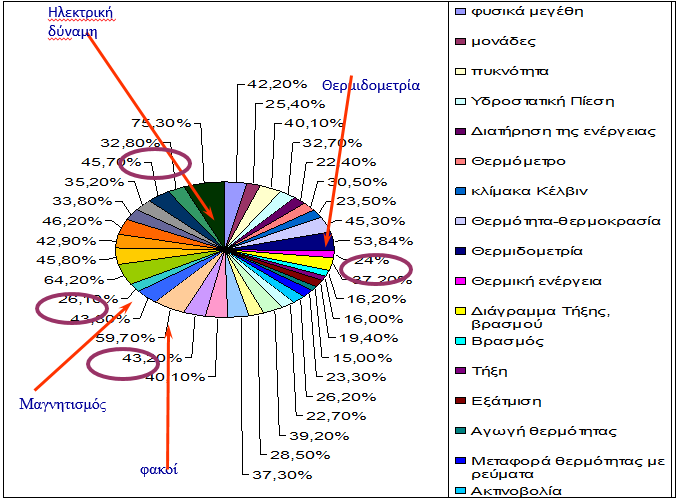 Ηλεκτρική
δύναμη
Θερμιδομετρία
42,20%
25,40%
40,10%
32,70%
22,40%
30,50%
23,50%
45,30%
53,84%
24%
37,20%
16,20%
16,00%
19,40%
15,00%
23,30%
26,20%
22,70%
39,20%
28,50%
37,30%
40,10%
43,20%
59,70%
43,80%
26,10%
64,20%
45,80%
42,90%
46,20%
33,80%
35,20%
45,70%
32,80%
75,30%
Μαγνητισμός
φακοί
φυσικά μεγέθη
μονάδες
πυκνότητα
Υδροστατική Πίεση
Διατήρηση της ενέργειας
Θερμόμετρο
κλίμακα Κέλβιν
Θερμότητα-θερμοκρασία
Θερμιδομετρία
Θερμική ενέργεια
Διάγραμμα Τήξης,
βρασμού
Βρασμός
Τήξη
Εξάτμιση
Αγωγή θερμότητας
Μεταφορά θερμότητας με
ρεύματα
Ακτινοβολία